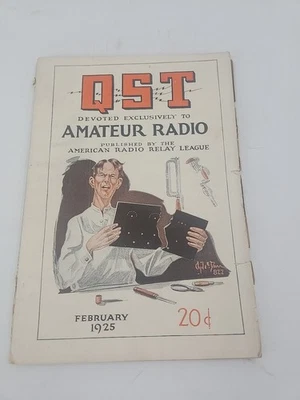 QST
DEVOTED EXCLUSIVELY TO
AMATEUR RADIO
PUBLISHED BY THE
AMERICAN RADIO RELAY LEAGUE
FEBRUARY
1925
20¢